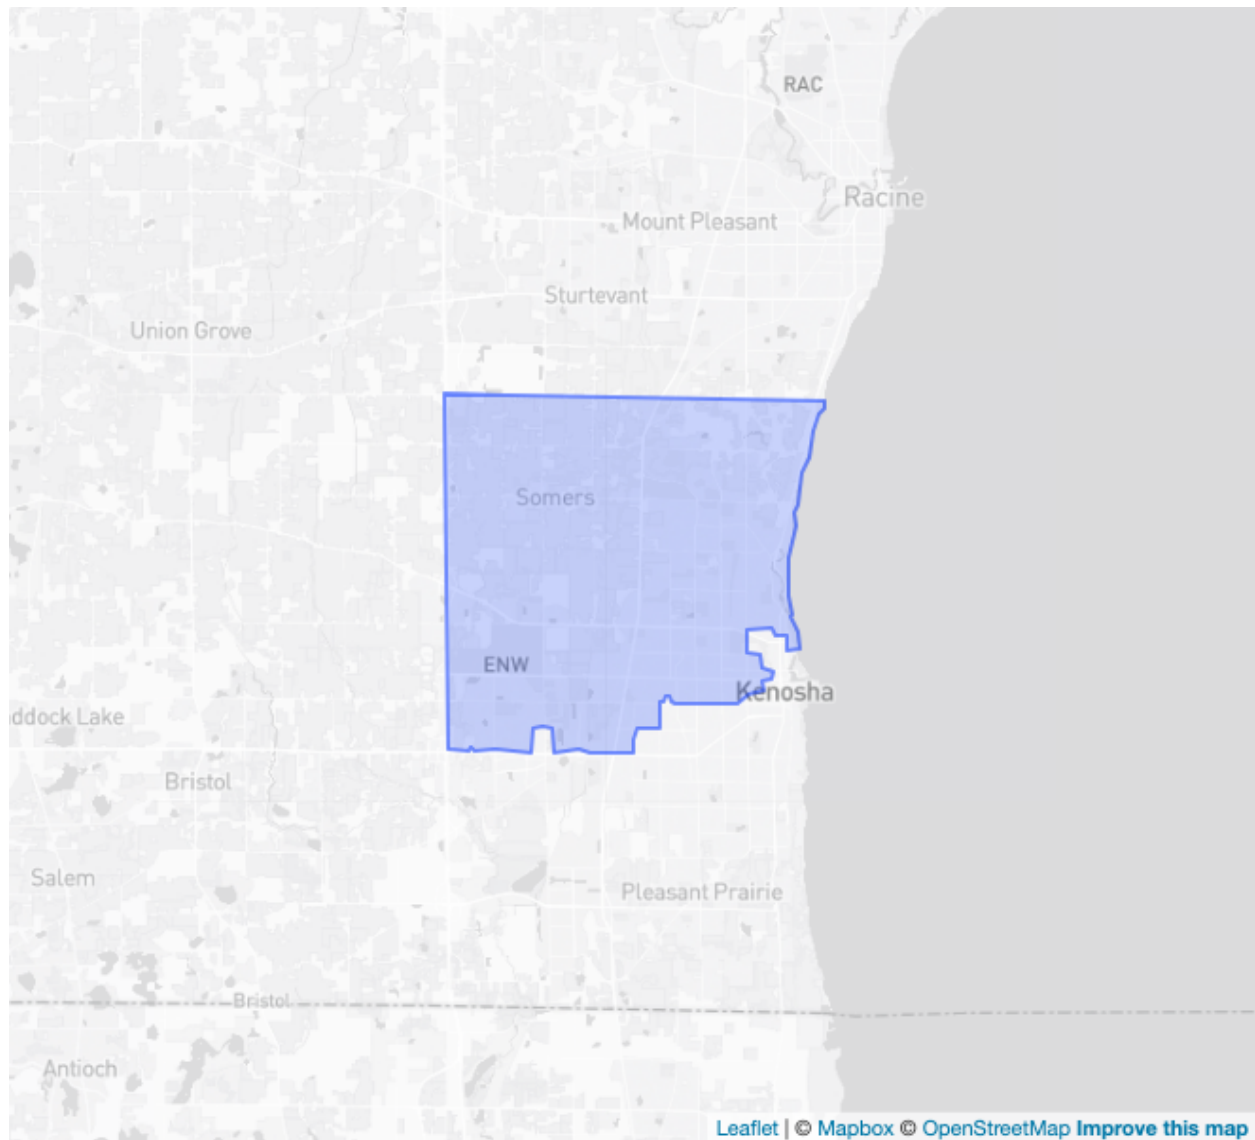 RAC
Racine
Mount Pleasant
Sturtevant
Union Grove
Somers
ENW
Kenosha
ddock Lake
Bristol
Salem
Pleasant Prairie
Bristol
Antioch
Leaflet | © Mapbox © OpenStreetMap Improve this map